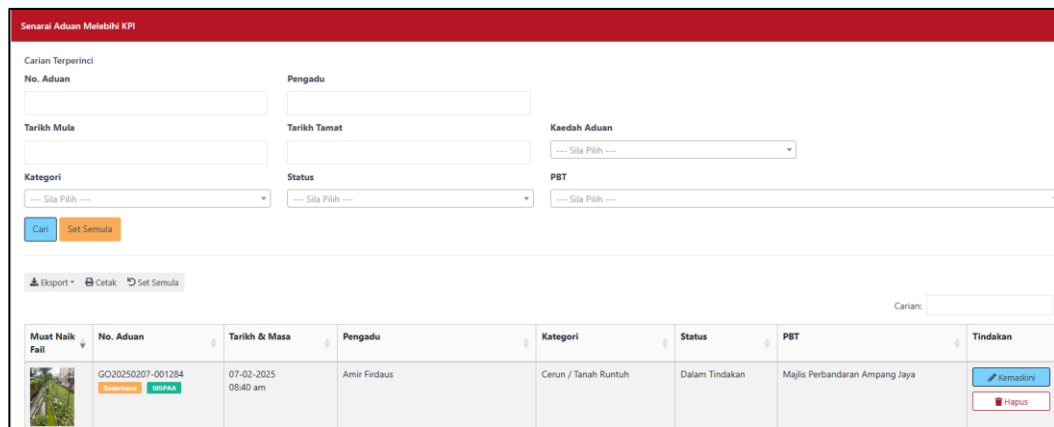 Senarai Aduan Melebihi KPI
Carian Terperinci
No. Aduan Pengadu
Tarikh Mula Tarikh Tamat Kaedah Aduan
--- Sila Pilih ---
Kategori Status PBT
--- Sila Pilih --- --- Sila Pilih --- --- Sila Pilih ---
Cari Set Semula
Eksport Cetak Set Semula
Carian:
Muat Naik Fail No. Aduan Tarikh & Masa Pengadu Kategori Status PBT Tindakan
GO20250207-001284 07-02-2025 Amir Firdaus Cerun / Tanah Runtuh Dalam Tindakan Majlis Perbandaran Ampang Jaya Kemaskini
Sederhana SISPAA 08:40 am
Hapus